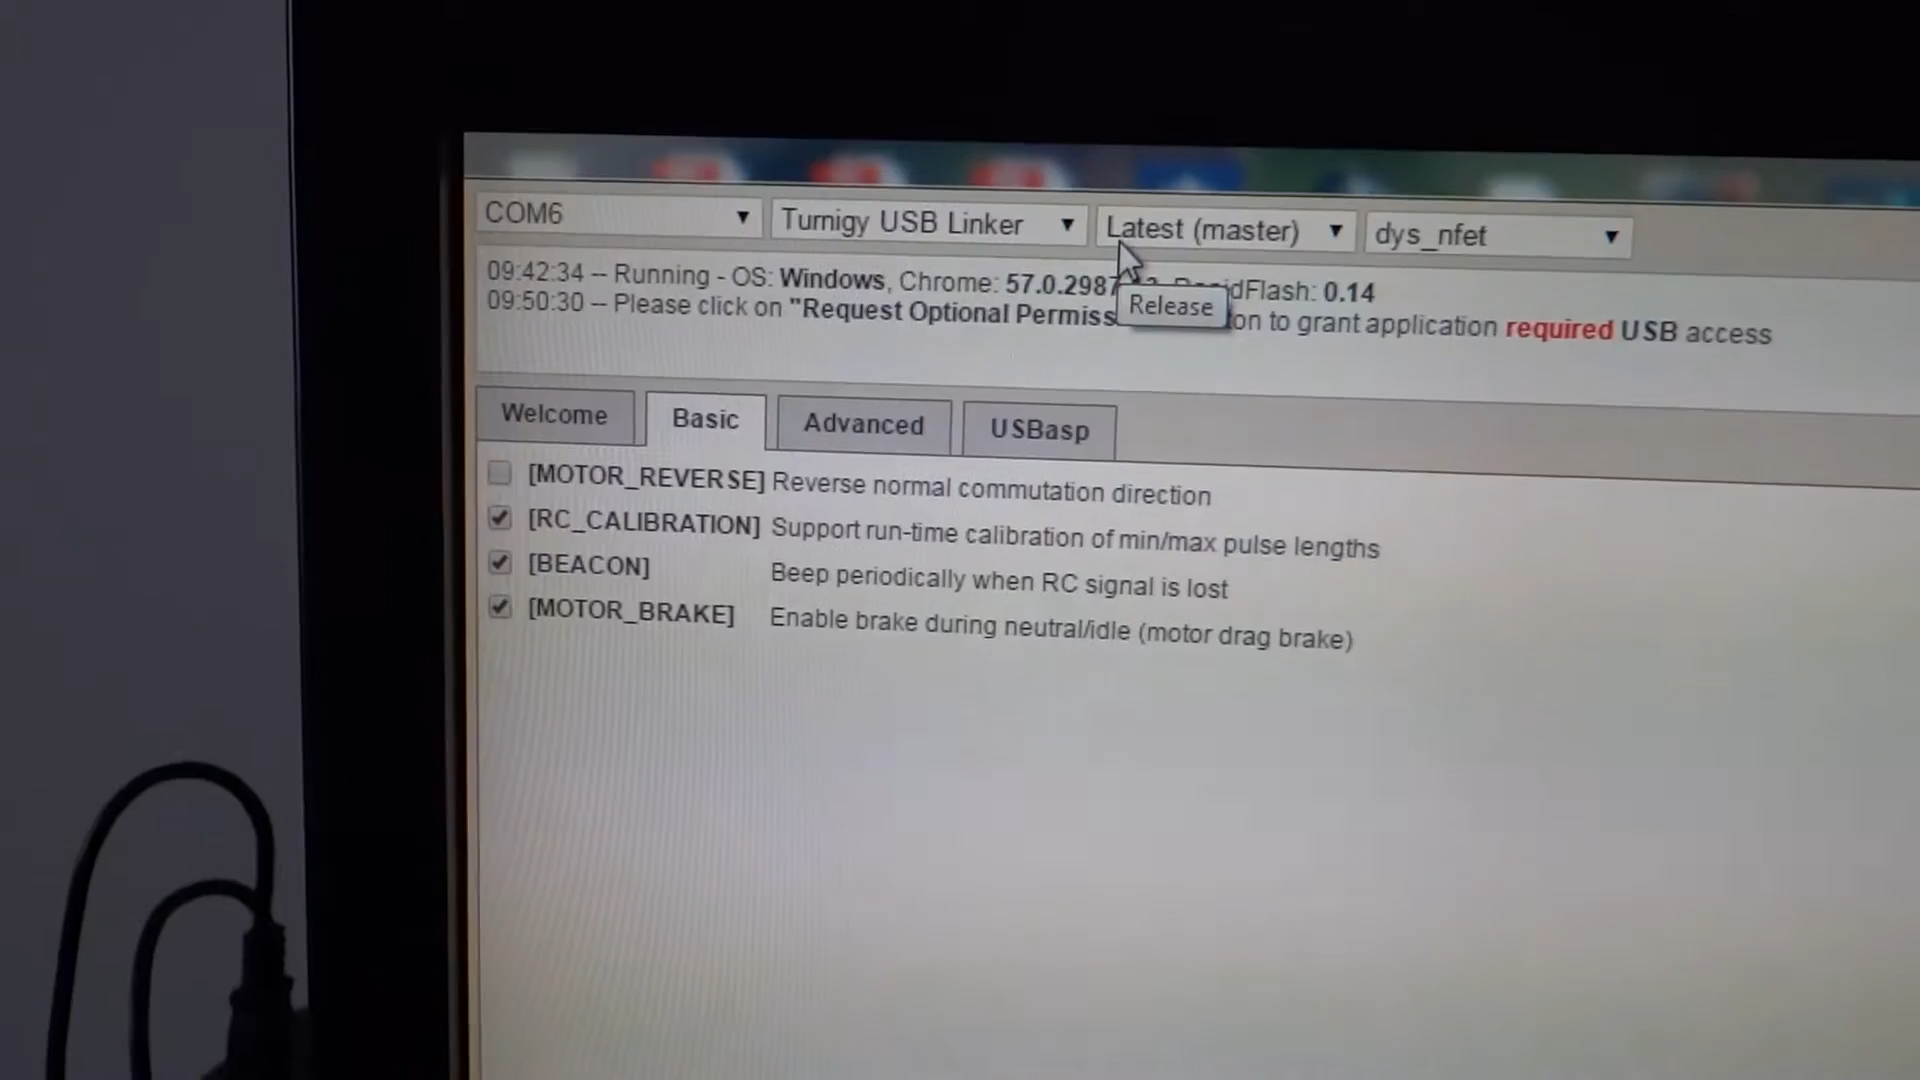 COM6 Turnigy USB Linker Latest (master) dys_nfet
09:42:34 -- Running - OS: Windows, Chrome: 57.0.2987 dFlash: 0.14
Release
09:50:30 -- Please click on "Request Optional Permiss on to grant application required USB access
Welcome Basic Advanced USBasp
[MOTOR_REVERSE] Reverse normal commutation direction
[RC_CALIBRATION] Support run-time calibration of min/max pulse lengths
[BEACON] Beep periodically when RC signal is lost
[MOTOR_BRAKE] Enable brake during neutral/idle (motor drag brake)